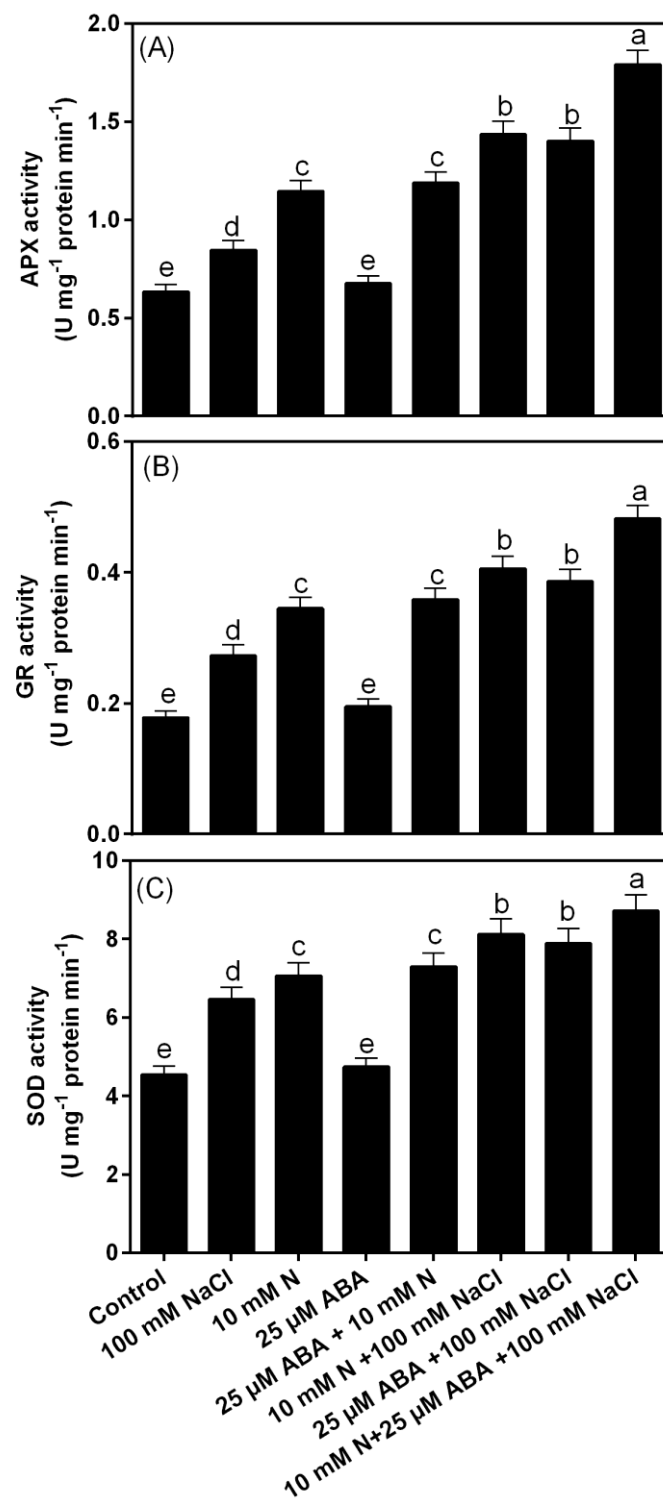 (A)
APX activity
(U mg⁻¹ protein min⁻¹)
2.0
1.5
1.0
0.5
0.0
e
d
c
e
c
b
b
a
(B)
GR activity
(U mg⁻¹ protein min⁻¹)
0.6
0.4
0.2
0.0
e
d
c
e
c
b
b
a
(C)
SOD activity
(U mg⁻¹ protein min⁻¹)
10
8
6
4
2
0
e
d
c
e
c
b
b
a
Control
100 mM NaCl
10 mM N
25 µM ABA
25 µM ABA + 10 mM N
10 mM N +100 mM NaCl
25 µM ABA +100 mM NaCl
10 mM N+25 µM ABA +100 mM NaCl